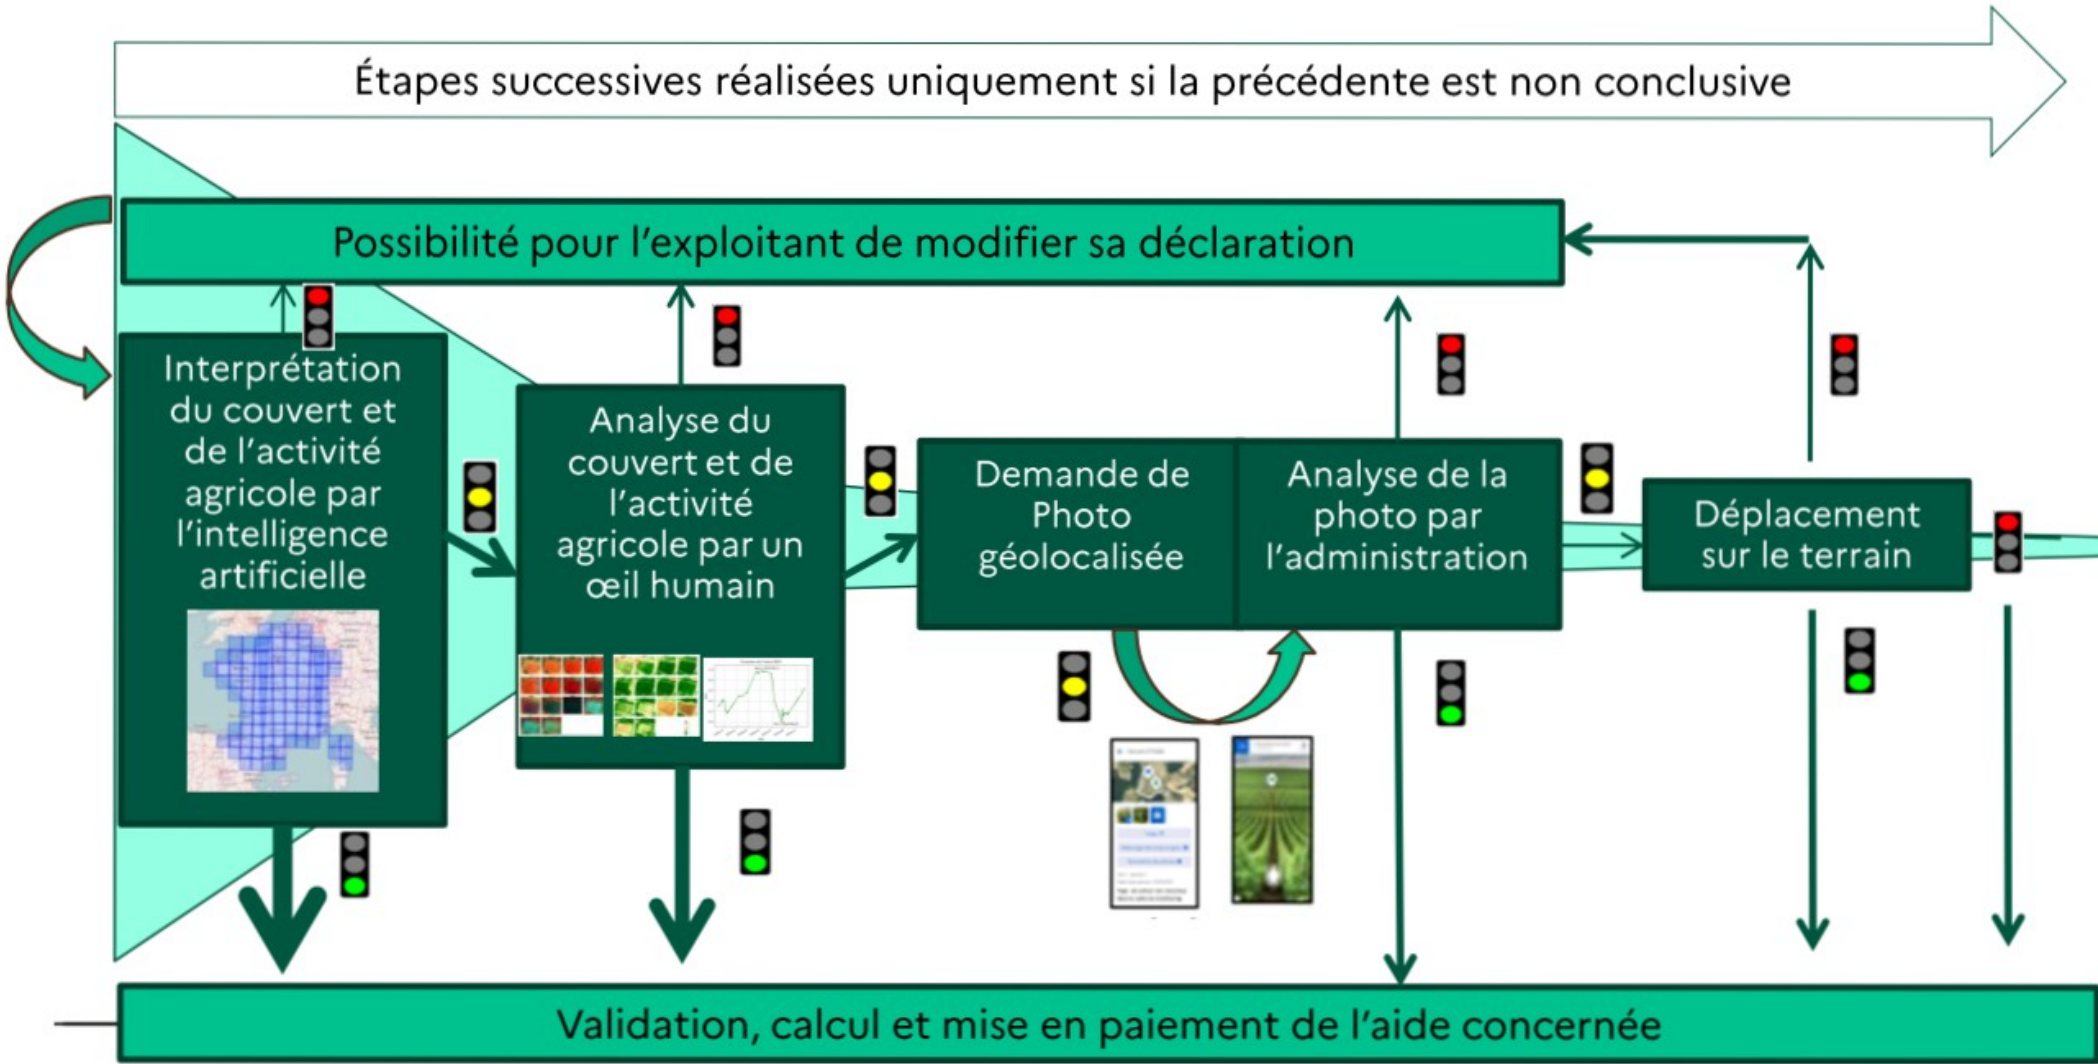 Étapes successives réalisées uniquement si la précédente est non conclusive
Possibilité pour l'exploitant de modifier sa déclaration
Interprétation
du couvert et
de l'activité
agricole par
l'intelligence
artificielle
Analyse du
couvert et de
l'activité
agricole par un
œil humain
Demande de
Photo
géolocalisée
Analyse de la
photo par
l'administration
Déplacement
sur le terrain
Validation, calcul et mise en paiement de l'aide concernée